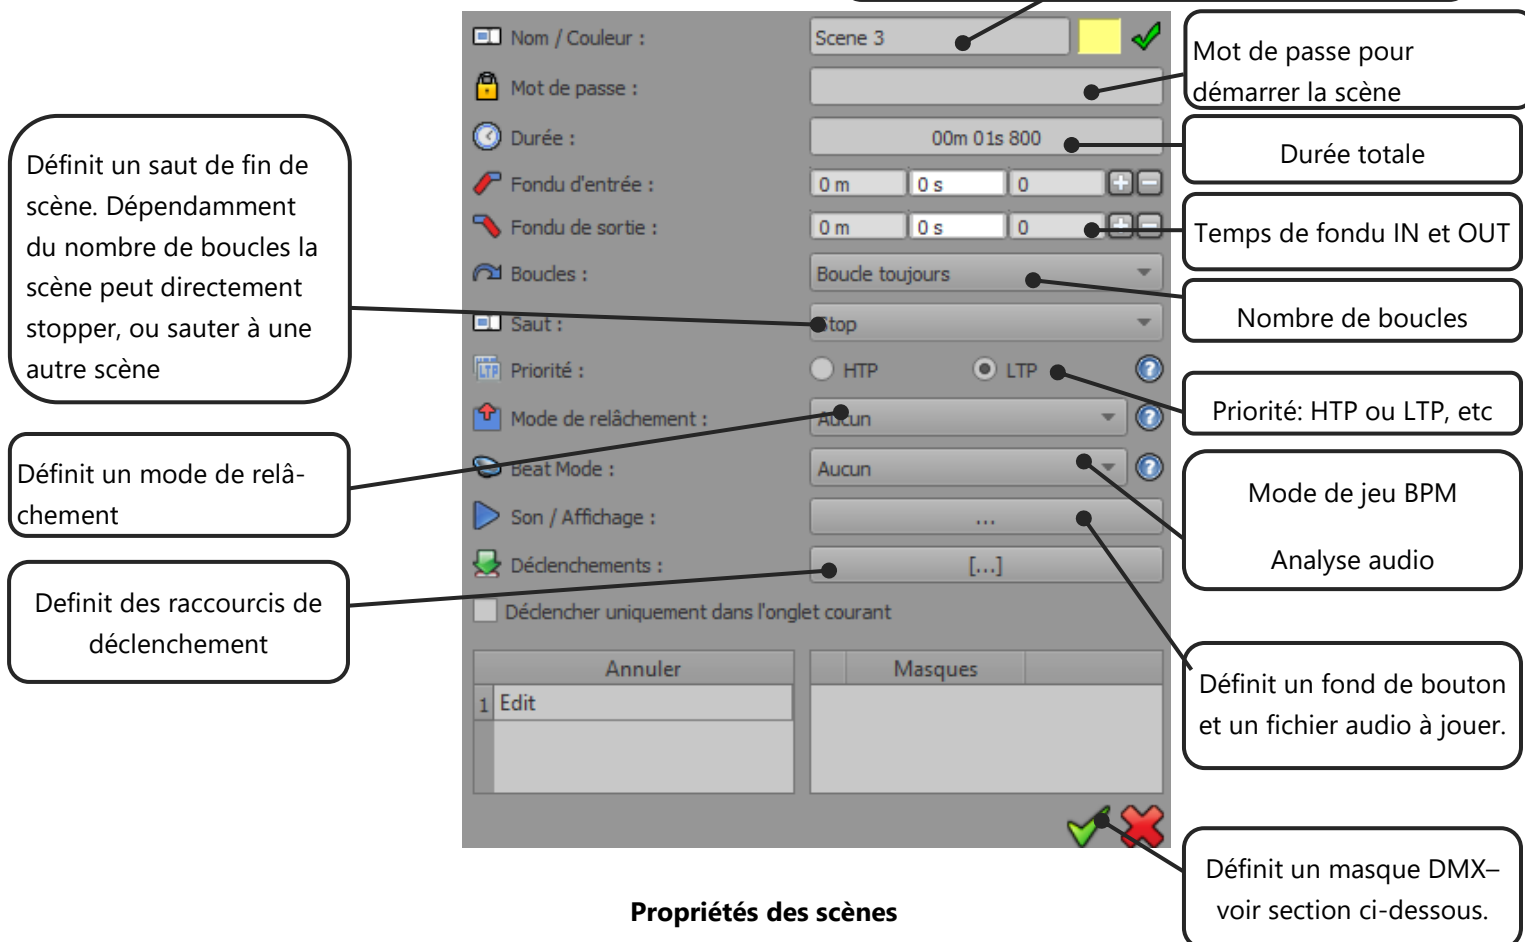 Nom / Couleur :
Scene 3
Mot de passe :
Durée :
00m 01s 800
Fondu d'entrée :
0 m
0 s
0
Fondu de sortie :
0 m
0 s
0
Boucles :
Boucle toujours
Saut :
Stop
LTP
Priorité :
HTP
LTP
Mode de relâchement :
Aucun
Beat Mode :
Aucun
Son / Affichage :
...
Déclenchements :
[...]
Déclencher uniquement dans l'onglet courant
Annuler
1 Edit
Masques
Définit un saut de fin de
scène. Dépendamment
du nombre de boucles la
scène peut directement
stopper, ou sauter à une
autre scène
Définit un mode de relâ-
chement
Definit des raccourcis de
déclenchement
Mot de passe pour
démarrer la scène
Durée totale
Temps de fondu IN et OUT
Nombre de boucles
Priorité: HTP ou LTP, etc
Mode de jeu BPM
Analyse audio
Définit un fond de bouton
et un fichier audio à jouer.
Définit un masque DMX–
voir section ci-dessous.
Propriétés des scènes